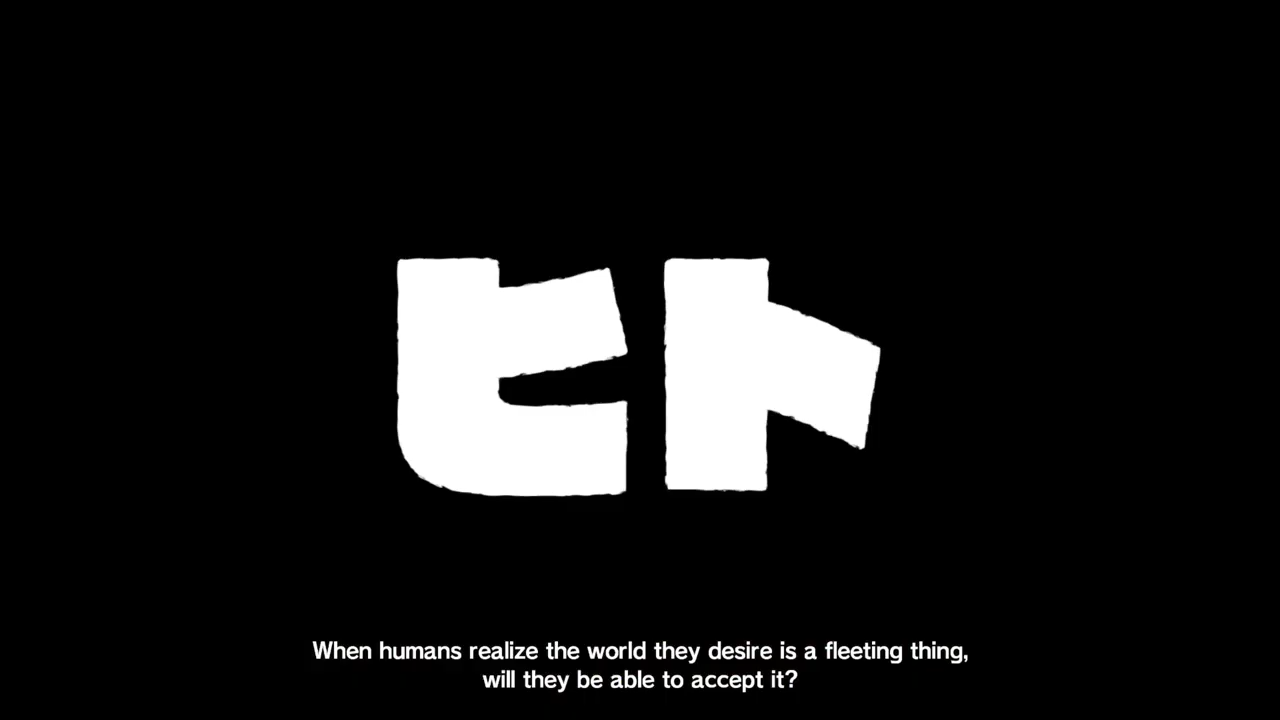 ヒト
When humans realize the world they desire is a fleeting thing,
will they be able to accept it?